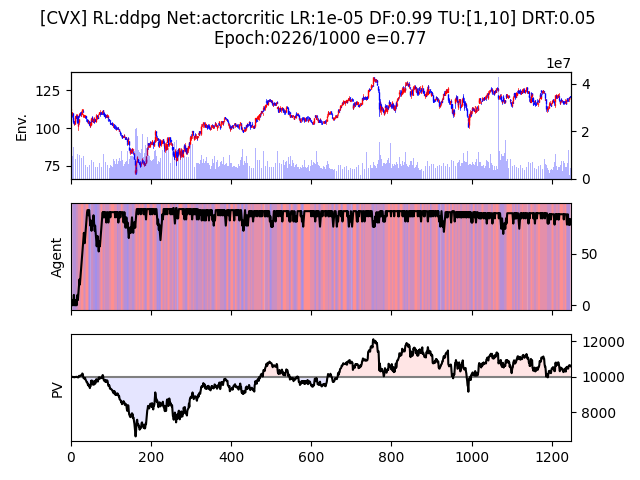 [CVX] RL:ddpg Net:actorcritic LR:1e-05 DF:0.99 TU:[1,10] DRT:0.05
Epoch:0226/1000 e=0.77
1e7
Env.
125
100
75
4
2
0
Agent
50
0
PV
12000
10000
8000
0 200 400 600 800 1000 1200